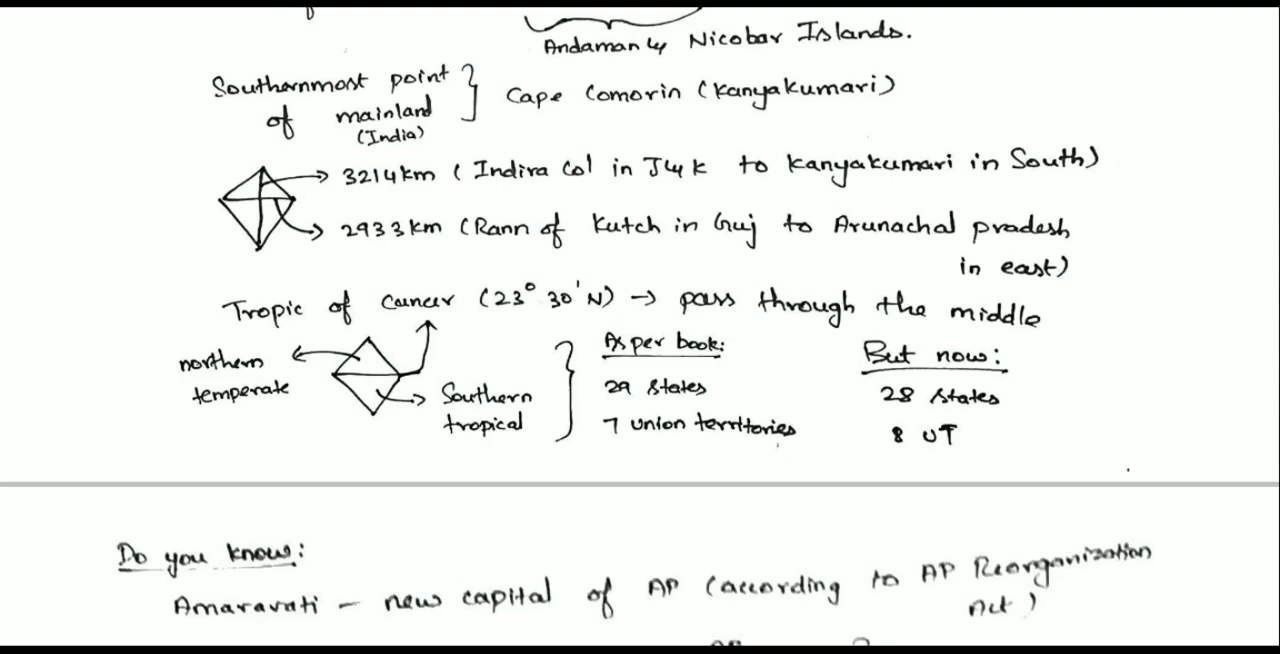 Andaman & Nicobar Islands.
Southernmost point
of mainland
(India)
} Cape Comorin (Kanyakumari)
→ 3214km (Indira Col in J&K to Kanyakumari in South)
→ 2933km (Rann of Kutch in Guj to Arunachal pradesh
in east)
Tropic of Cancer (23° 30' N) → pass through the middle
northern
temperate
Southern
tropical
As per book:
29 states
7 union territories
But now:
28 states
8 UT
Do you know:
Amaravati - new capital of AP (according to AP Reorganization
Act)